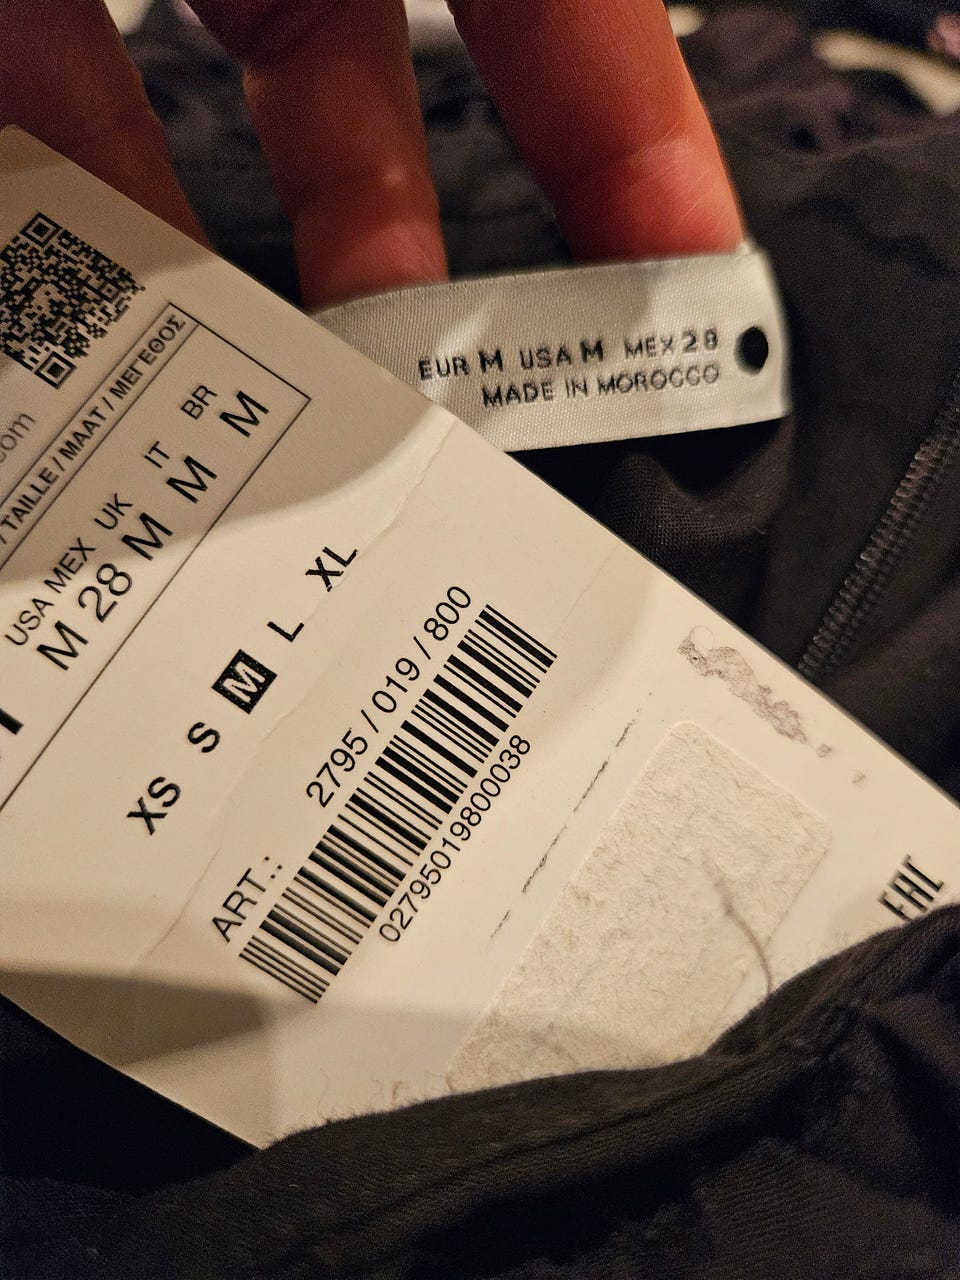 EUR M USA M MEX 28
MADE IN MOROCCO
com
/ TAILLE / MAAT / ΜΕΓΕΘΟΣ
USA MEX UK IT BR
M 28 M M M
XS S M L XL
ART.: 2795 / 019 / 800
02795019800038
EAC